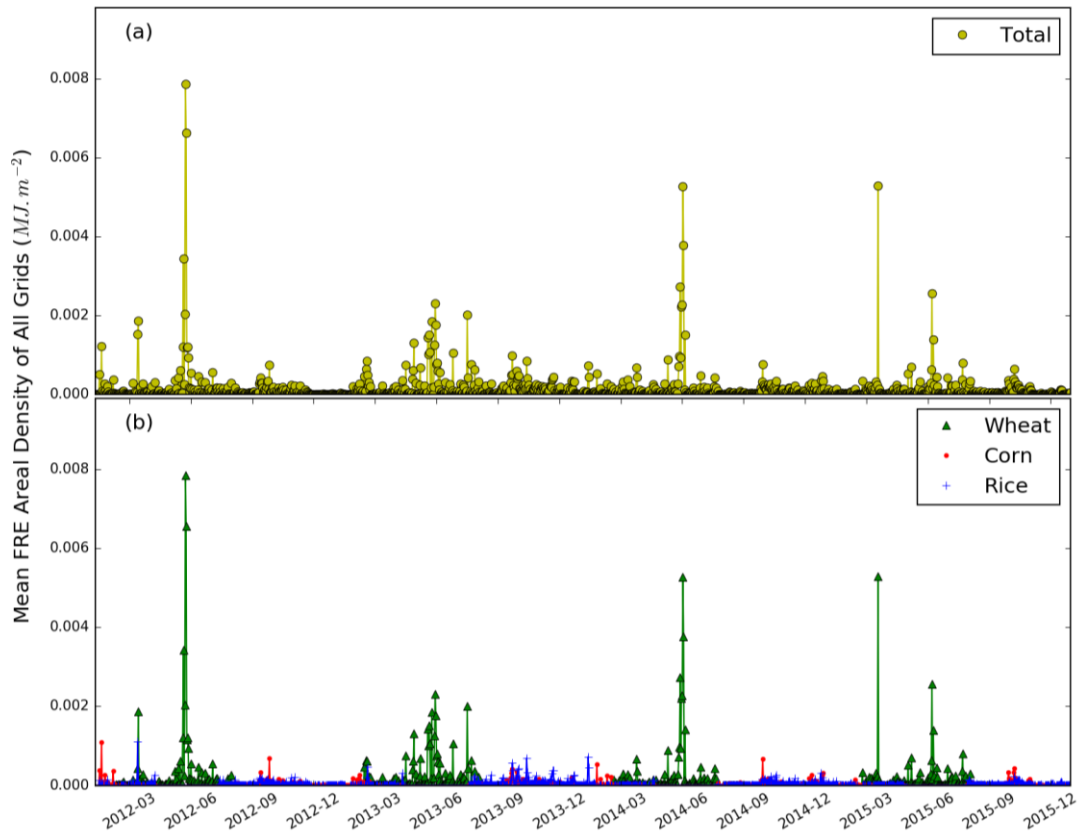 (a)
Total
0.008
0.006
0.004
0.002
0.000
(b)
Wheat
Corn
Rice
0.008
0.006
0.004
0.002
0.000
Mean FRE Areal Density of All Grids (MJ.m⁻²)
2012-03 2012-06 2012-09 2012-12 2013-03 2013-06 2013-09 2013-12 2014-03 2014-06 2014-09 2014-12 2015-03 2015-06 2015-09 2015-12